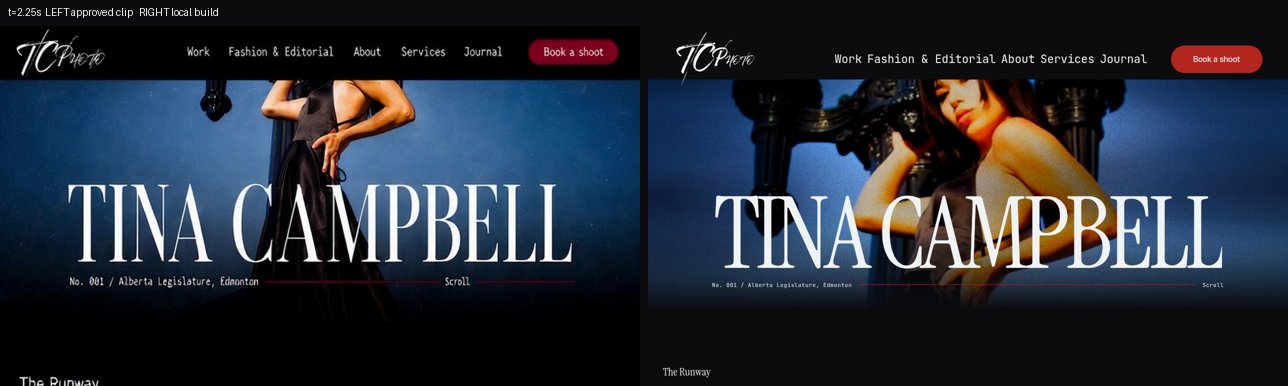 t=2.25s LEFT approved clip RIGHT local build
TCPhoto
Work Fashion & Editorial About Services Journal Book a shoot
TINA CAMPBELL
No. 001 / Alberta Legislature, Edmonton Scroll
The Runway
TCPhoto
Work Fashion & Editorial About Services Journal Book a shoot
TINA CAMPBELL
No. 001 / Alberta Legislature, Edmonton Scroll
The Runway